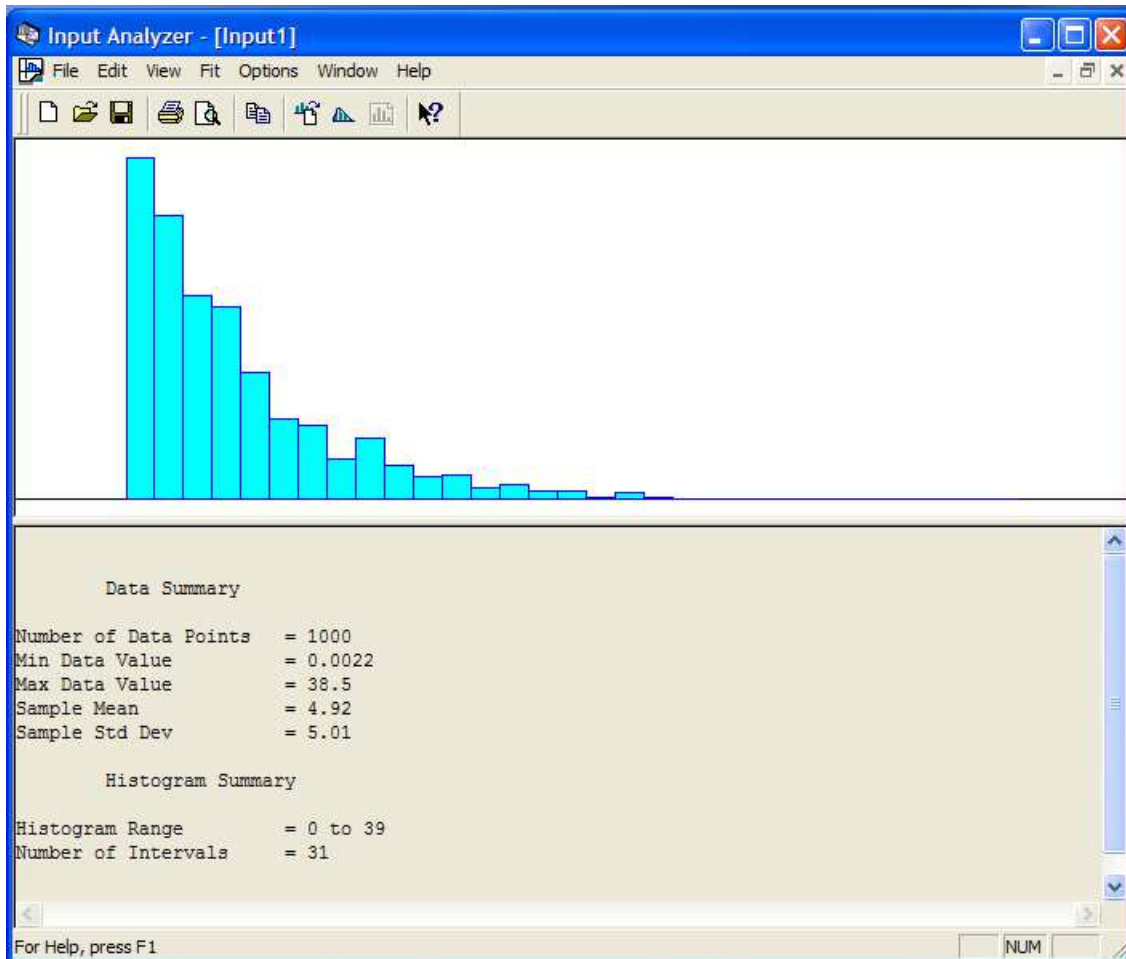 Input Analyzer - [Input1]
File Edit View Fit Options Window Help
Data Summary
Number of Data Points = 1000
Min Data Value = 0.0022
Max Data Value = 38.5
Sample Mean = 4.92
Sample Std Dev = 5.01
Histogram Summary
Histogram Range = 0 to 39
Number of Intervals = 31
For Help, press F1 NUM